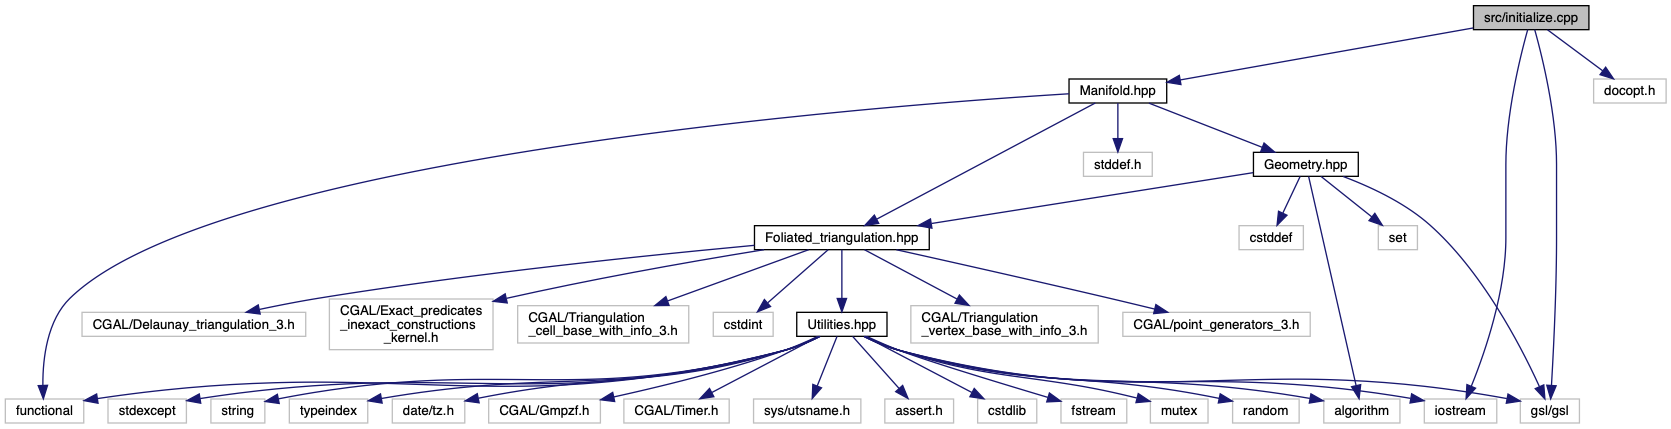 src/initialize.cpp
Manifold.hpp
docopt.h
stddef.h
Geometry.hpp
Foliated_triangulation.hpp
cstddef
set
CGAL/Delaunay_triangulation_3.h
CGAL/Exact_predicates
_inexact_constructions
_kernel.h
CGAL/Triangulation
_cell_base_with_info_3.h
cstdint
Utilities.hpp
CGAL/Triangulation
_vertex_base_with_info_3.h
CGAL/point_generators_3.h
functional
stdexcept
string
typeindex
date/tz.h
CGAL/Gmpzf.h
CGAL/Timer.h
sys/utsname.h
assert.h
cstdlib
fstream
mutex
random
algorithm
iostream
gsl/gsl